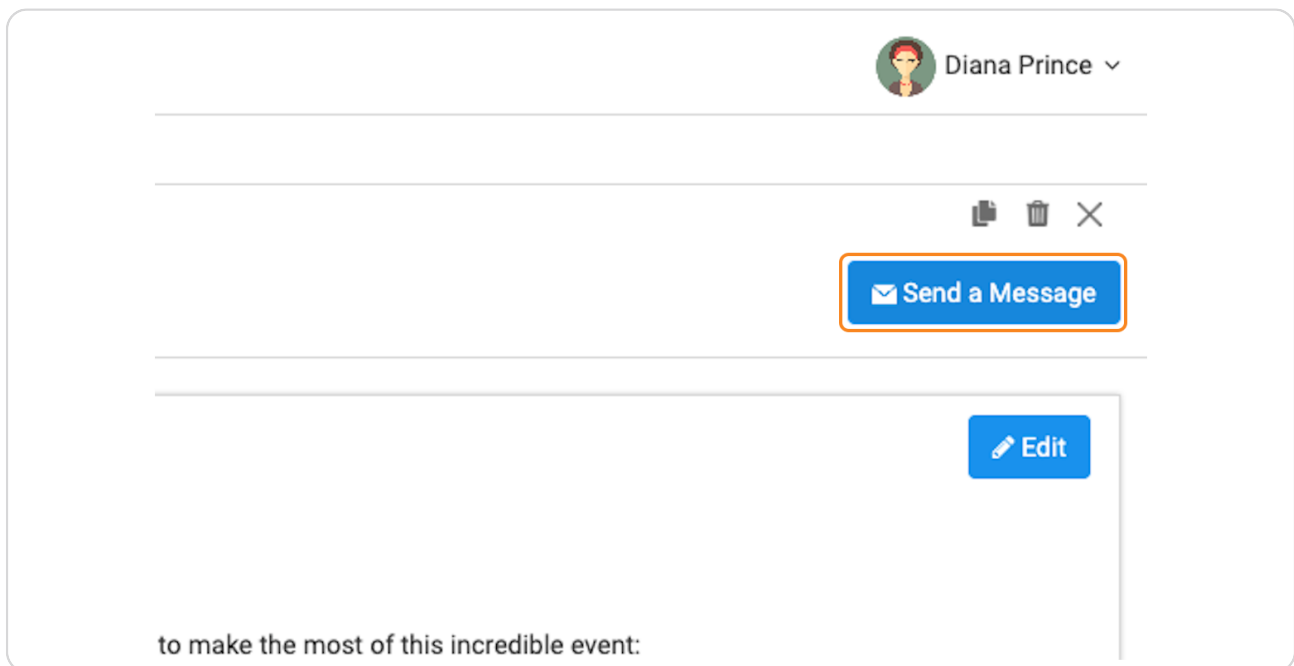 Diana Prince
Send a Message
Edit
to make the most of this incredible event: